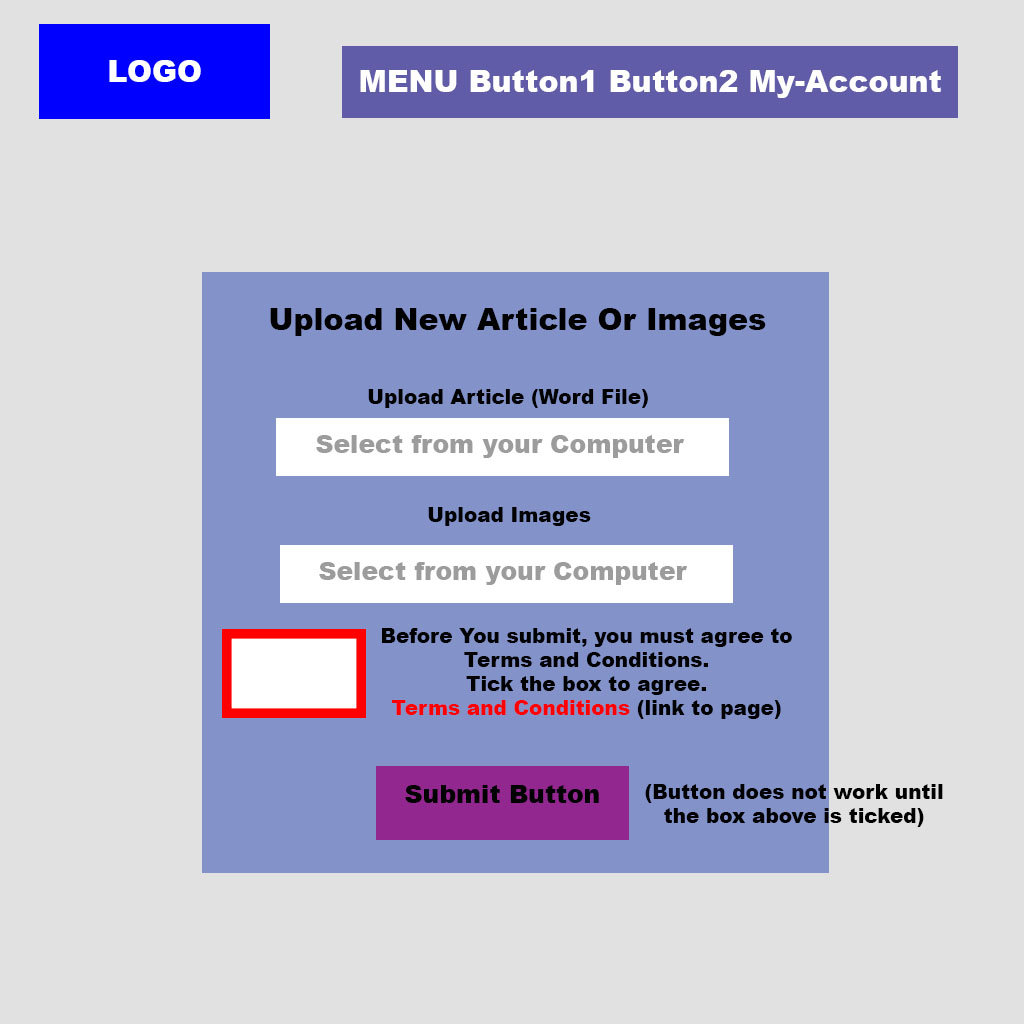 LOGO
MENU Button1 Button2 My-Account
Upload New Article Or Images
Upload Article (Word File)
Select from your Computer
Upload Images
Select from your Computer
Before You submit, you must agree to
Terms and Conditions.
Tick the box to agree.
Terms and Conditions (link to page)
Submit Button
(Button does not work until
the box above is ticked)